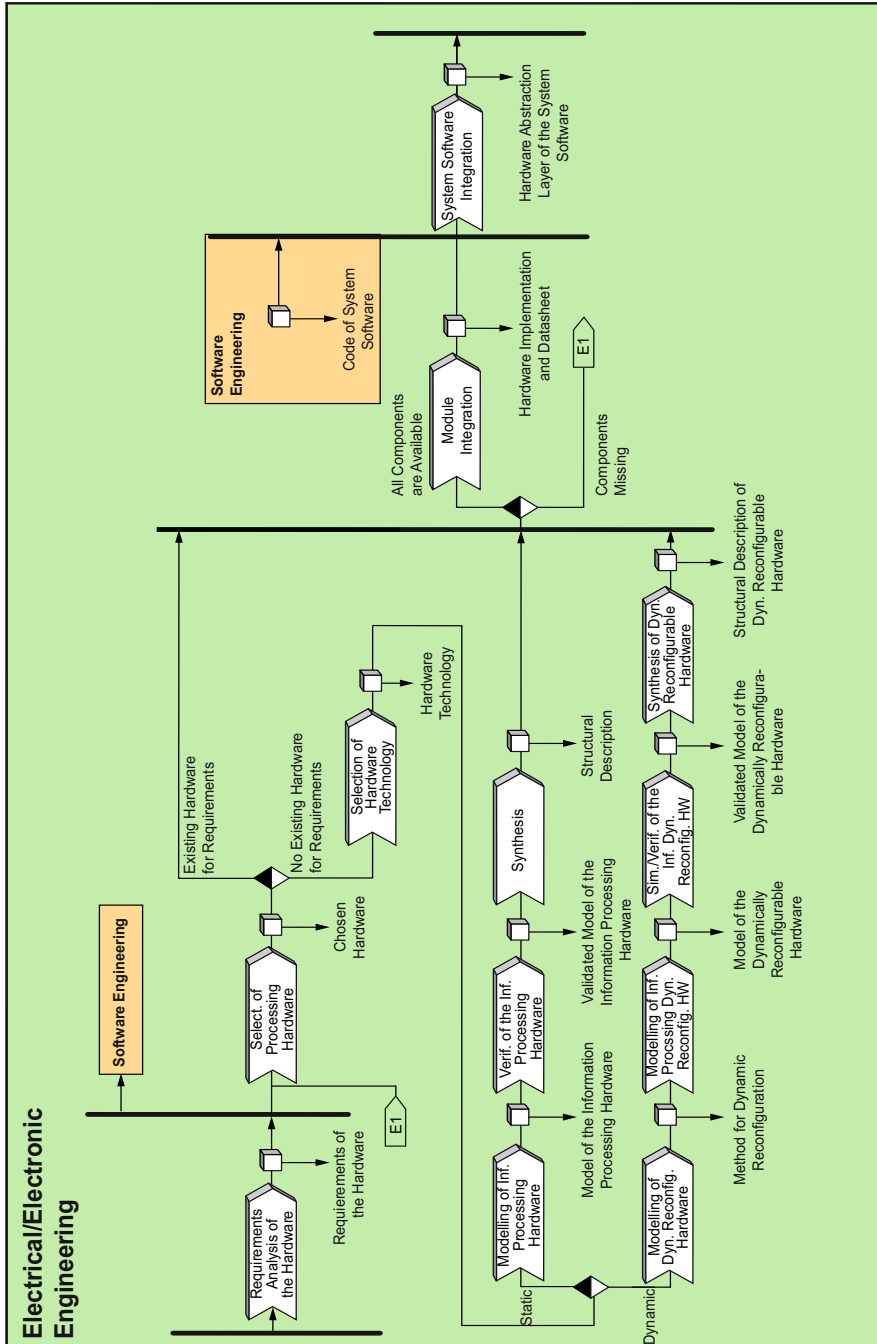 Electrical/Electronic
Engineering
Requirements
Analysis of
the Hardware
Requierements of
the Hardware
Software Engineering
E1
Select. of
Processing
Hardware
Chosen
Hardware
Existing Hardware
for Requirements
No Existing Hardware
for Requirements
Selection of
Hardware
Technology
Hardware
Technology
Static
Dynamic
Modelling of Inf.
Processing
Hardware
Model of the Information
Processing Hardware
Verif. of the Inf.
Processing
Hardware
Validated Model of the
Information Processing
Hardware
Synthesis
Structural
Description
Modelling of
Dyn. Reconfig.
Hardware
Method for Dynamic
Reconfiguration
Modelling of Inf.
Procssing Dyn.
Reconfig. HW
Model of the
Dynamically
Reconfigurable
Hardware
Sim./Verif. of the
Inf. Dyn.
Reconfig. HW
Validated Model of the
Dynamically Reconfigura-
ble Hardware
Synthesis of Dyn.
Reconfigurable
Hardware
Structural Description of
Dyn. Reconfigurable
Hardware
All Components
are Available
Components
Missing
E1
Module
Integration
Hardware Implementation
and Datasheet
Software
Engineering
Code of System
Software
System Software
Integration
Hardware Abstraction
Layer of the System
Software